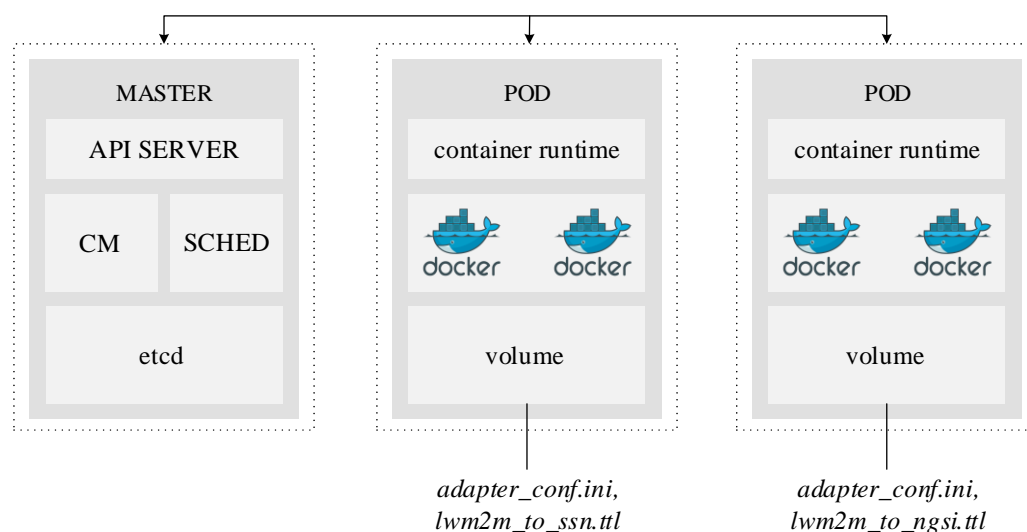 MASTER
API SERVER
CM
SCHED
etcd
POD
container runtime
docker
docker
volume
adapter_conf.ini,
lwm2m_to_ssn.ttl
POD
container runtime
docker
docker
volume
adapter_conf.ini,
lwm2m_to_ngsi.ttl